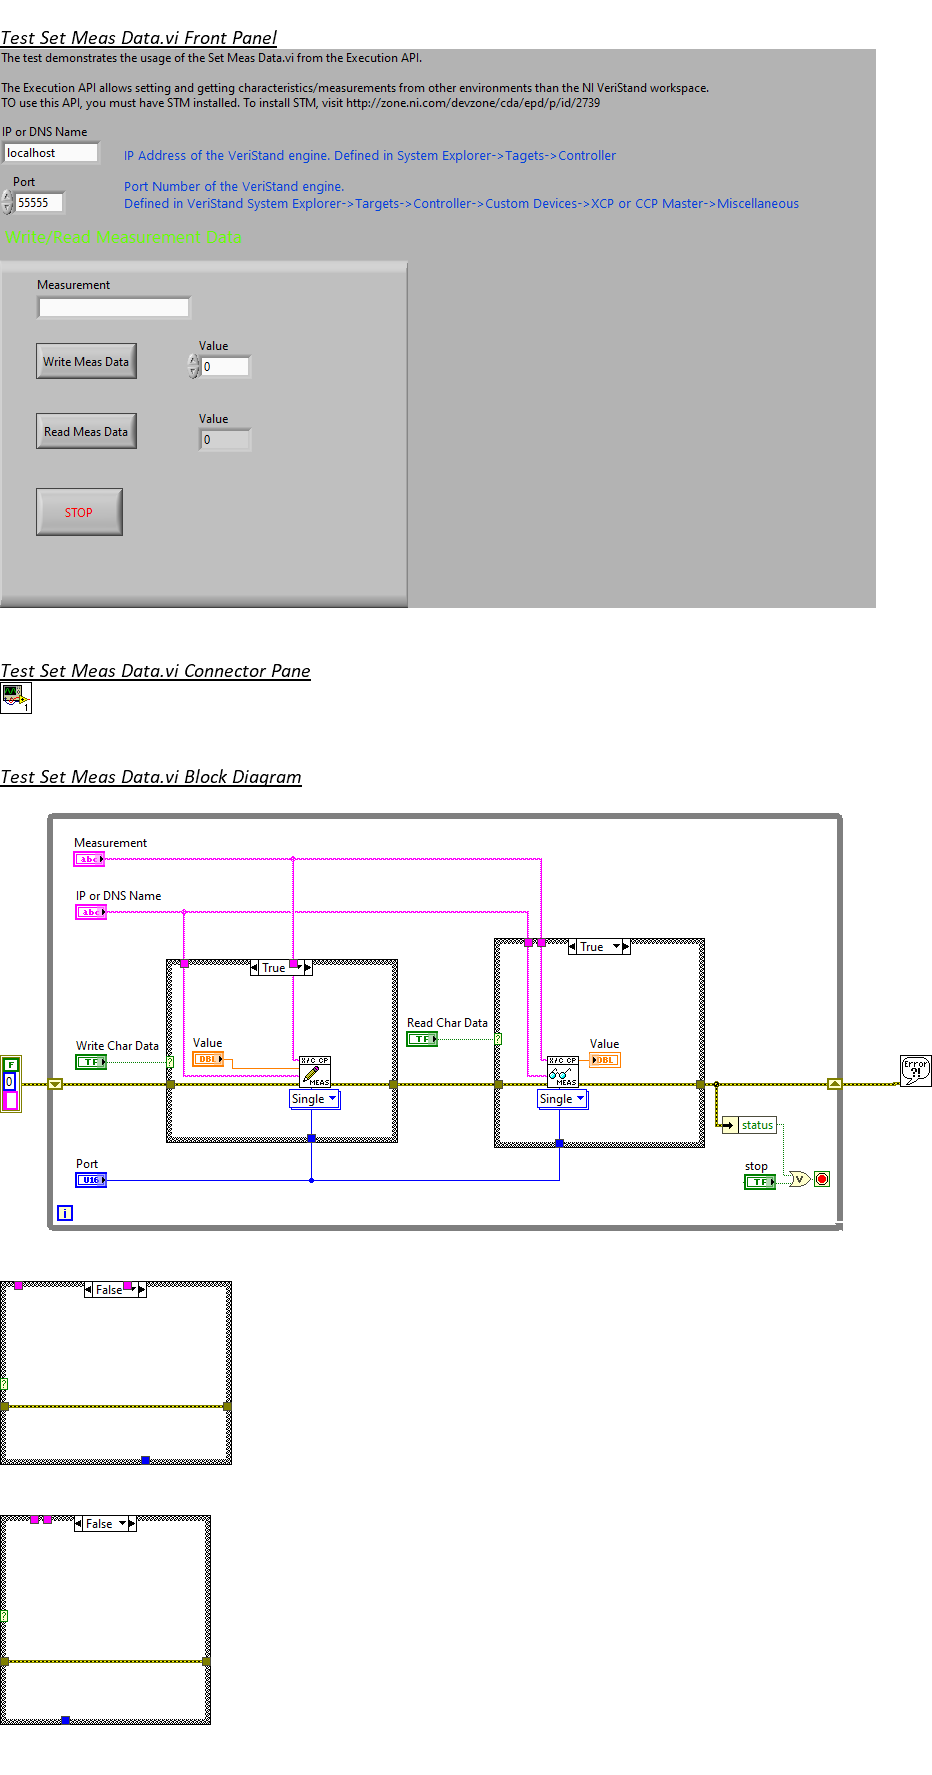 Test Set Meas Data.vi Front Panel
The test demonstrates the usage of the Set Meas Data.vi from the Execution API.
The Execution API allows setting and getting characteristics/measurements from other environments than the NI VeriStand workspace.
TO use this API, you must have STM installed. To install STM, visit http://zone.ni.com/devzone/cda/epd/p/id/2739
IP or DNS Name
localhost
IP Address of the VeriStand engine. Defined in System Explorer->Tagets->Controller
Port
55555
Port Number of the VeriStand engine.
Defined in VeriStand System Explorer->Targets->Controller->Custom Devices->XCP or CCP Master->Miscellaneous
Write/Read Measurement Data
Measurement
Write Meas Data
Value
0
Read Meas Data
Value
0
STOP
Test Set Meas Data.vi Connector Pane
1
Test Set Meas Data.vi Block Diagram
Measurement
abc
IP or DNS Name
abc
True
True
Write Char Data
TF
?
Value
DBL
X/C CP
MEAS
Single
Read Char Data
TF
?
X/C CP
MEAS
Single
Value
DBL
F
0
Error
?!
status
Port
U16
stop
TF
V
i
False
?
False
?